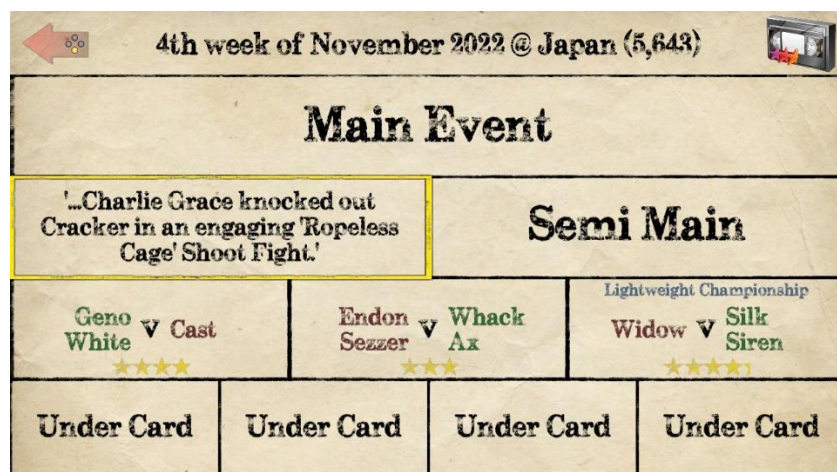 4th week of November 2022 @ Japan (5,643)
Main Event
'...Charlie Grace knocked out
Cracker in an engaging 'Ropeless
Cage' Shoot Fight.'
Semi Main
Geno
White V Cast
Endon
Sezzer V Whack
Ax
Lightweight Championship
Widow V Silk
Siren
Under Card
Under Card
Under Card
Under Card